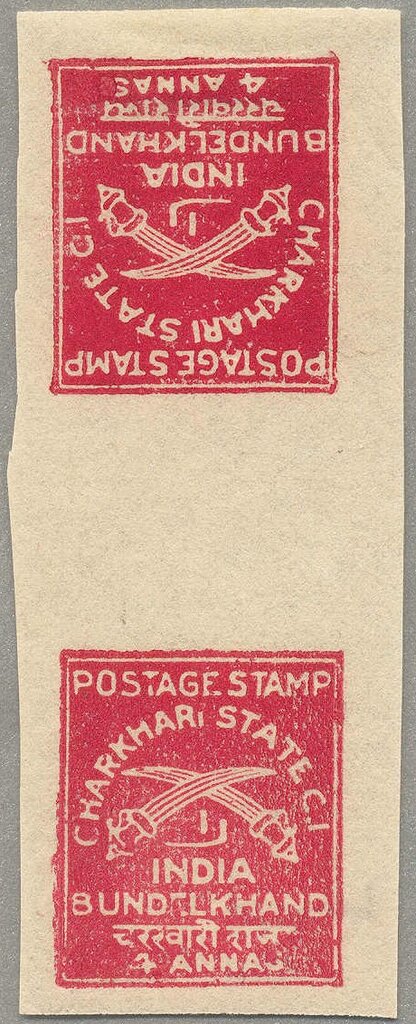 POSTAGE STAMP
CHARKHARI STATE C.I
INDIA
BUNDELKHAND
चरखारी राज्य
4 ANNAS
POSTAGE STAMP
CHARKHARI STATE C.I
INDIA
BUNDELKHAND
चरखारी राज्य
4 ANNAS